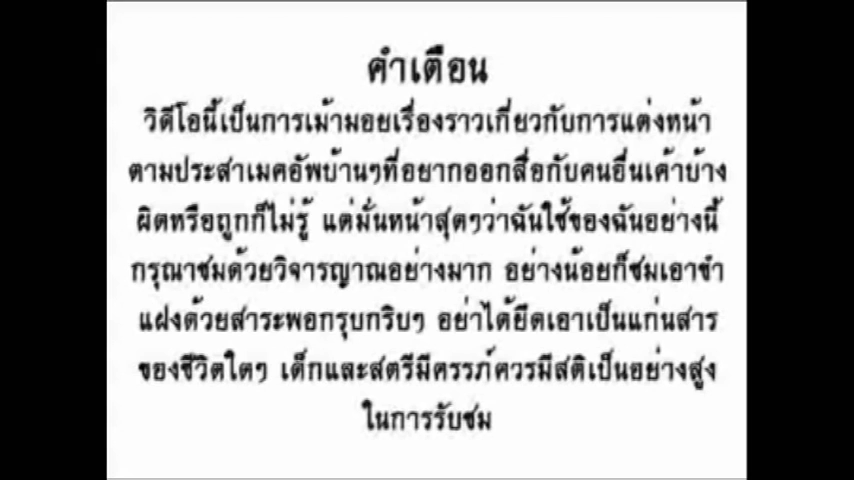 คำเตือน
วิดีโอนี้เป็นการเม้ามอยเรื่องราวเกี่ยวกับการแต่งหน้า
ตามประสาเมคอัพบ้านๆที่อยากออกสื่อกับคนอื่นเค้าบ้าง
ผิดหรือถูกก็ไม่รู้ แต่มั่นหน้าสุดๆว่าฉันใช้ของฉันอย่างนี้
กรุณาชมด้วยวิจารญาณอย่างมาก อย่างน้อยก็ชมเอาขำ
แฝงด้วยสาระพอกรุบกริบๆ อย่าได้ยึดเอาเป็นแก่นสาร
ของชีวิตใดๆ เด็กและสตรีมีครรภ์ควรมีสติเป็นอย่างสูง
ในการรับชม